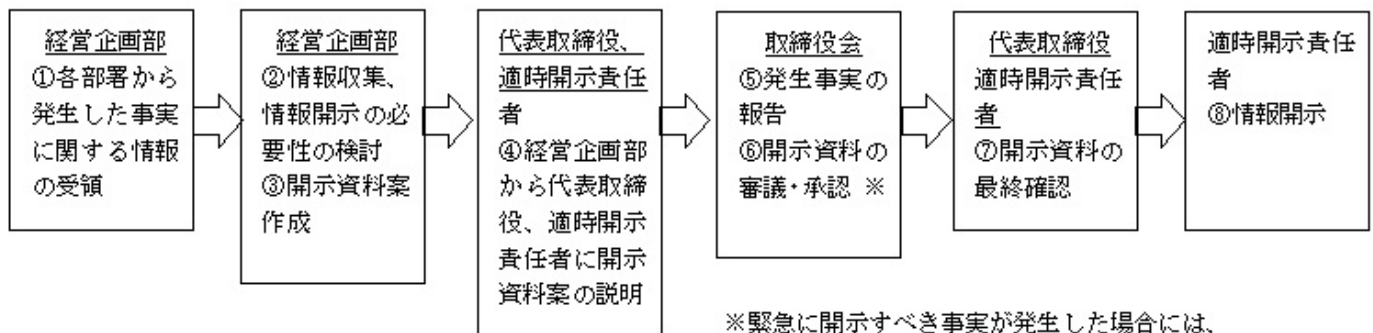 経営企画部
①各部署から
発生した事実
に関する情報
の受領
経営企画部
②情報収集、
情報開示の必
要性の検討
③開示資料案
作成
代表取締役、
適時開示責任
者
④経営企画部
から代表取締
役、適時開示
責任者に開示
資料案の説明
取締役会
⑤発生事実の
報告
⑥開示資料の
審議・承認 ※
代表取締役
適時開示責任
者
⑦開示資料の
最終確認
適時開示責任
者
⑧情報開示
※緊急に開示すべき事実が発生した場合には、